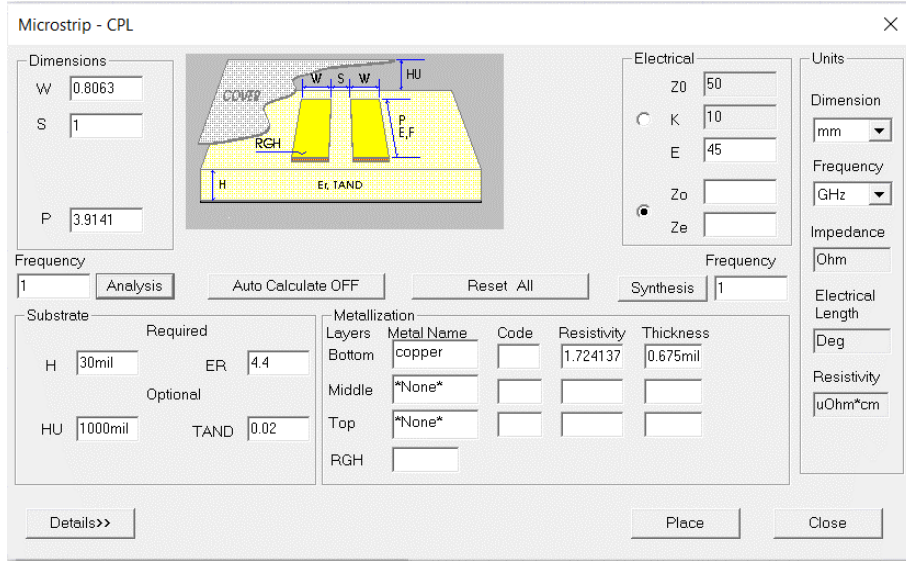 Microstrip - CPL
Dimensions
W 0.8063
S 1
P 3.9141
COVER
W S W HU
P
E,F
RGH
H
Er, TAND
Electrical
Z0 50
K 10
E 45
Zo
Ze
Units
Dimension
mm
Frequency
GHz
Impedance
Ohm
Electrical
Length
Deg
Resistivity
uOhm*cm
Frequency
1 Analysis Auto Calculate OFF Reset All
Frequency
Synthesis 1
Substrate
Required
H 30mil ER 4.4
Optional
HU 1000mil TAND 0.02
Metallization
Layers Metal Name Code Resistivity Thickness
Bottom copper 1.724137 0.675mil
Middle *None*
Top *None*
RGH
Details>> Place Close